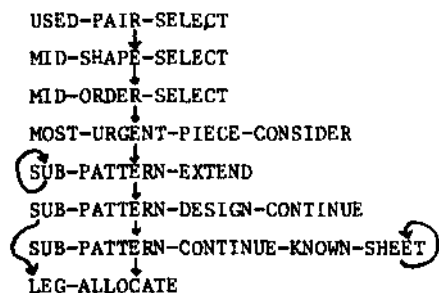 USED-PAIR-SELECT
MID-SHAPE-SELECT
MID-ORDER-SELECT
MOST-URGENT-PIECE-CONSIDER
SUB-PATTERN-EXTEND
SUB-PATTERN-DESIGN-CONTINUE
SUB-PATTERN-CONTINUE-KNOWN-SHEET
LEG-ALLOCATE